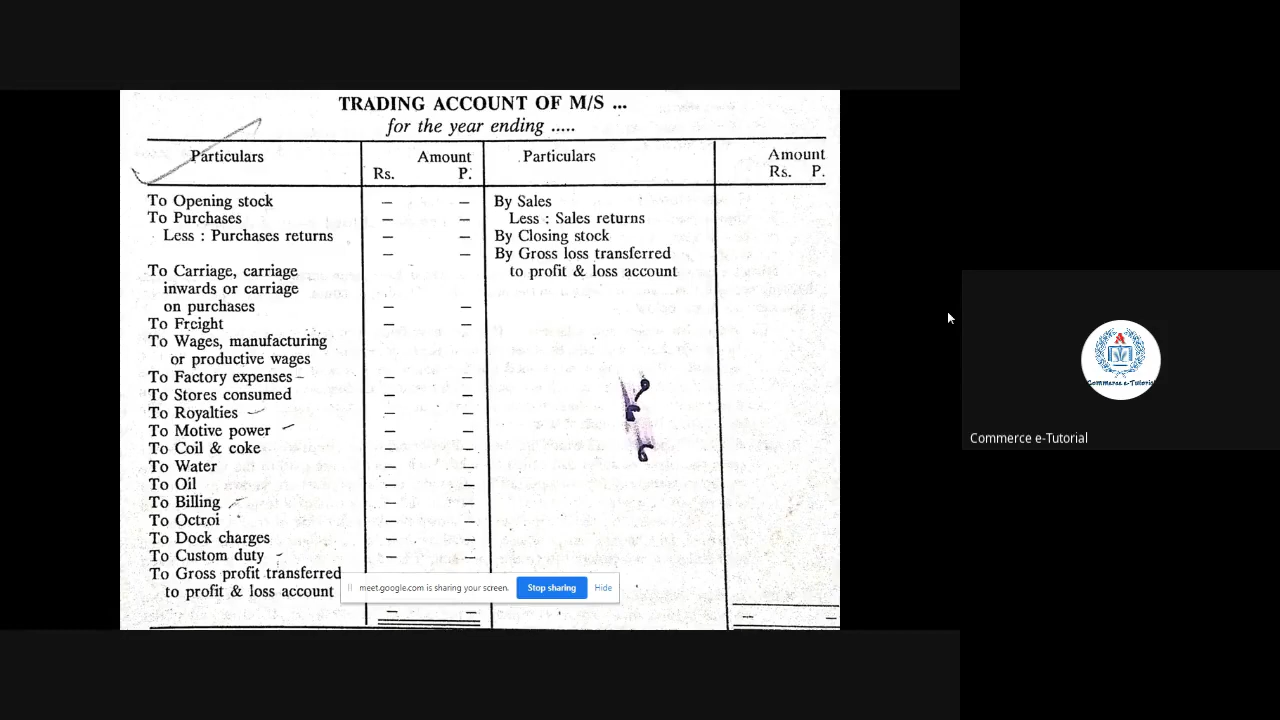 TRADING ACCOUNT OF M/S ...
for the year ending .....
Particulars
Amount
Rs. P.
Particulars
Amount
Rs. P.
To Opening stock – –
To Purchases – –
Less : Purchases returns – –
– –
To Carriage, carriage
inwards or carriage
on purchases – –
To Freight – –
To Wages, manufacturing
or productive wages
To Factory expenses – –
To Stores consumed – –
To Royalties – –
To Motive power – –
To Coil & coke – –
To Water – –
To Oil – –
To Billing – –
To Octroi – –
To Dock charges – –
To Custom duty – –
To Gross profit transferred
to profit & loss account
– –
By Sales
Less : Sales returns
By Closing stock
By Gross loss transferred
to profit & loss account
– –
meet.google.com is sharing your screen. Stop sharing Hide
Commerce e-Tutorial
Commerce e-Tutorial